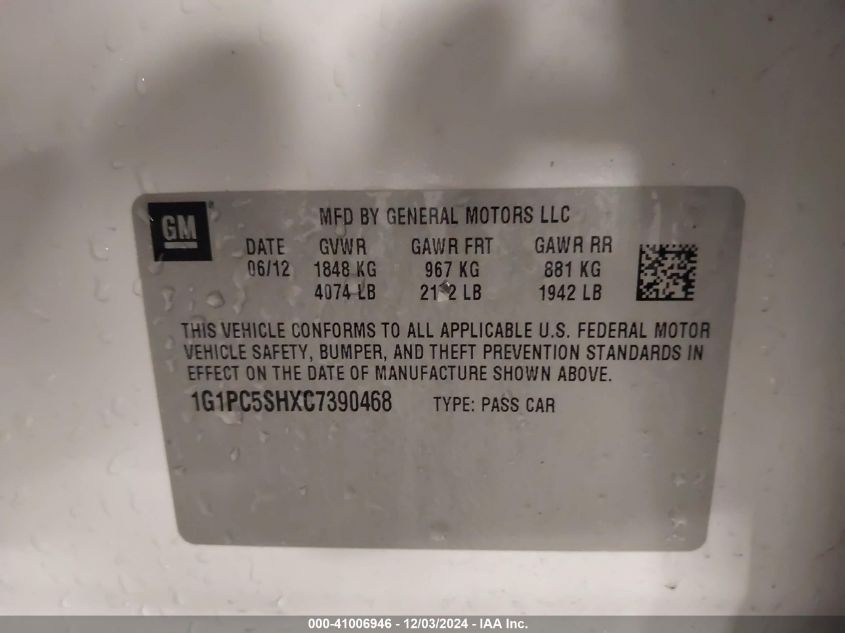 GM
MFD BY GENERAL MOTORS LLC
DATE GVWR GAWR FRT GAWR RR
06/12 1848 KG 967 KG 881 KG
4074 LB LB 1942 LB
THIS VEHICLE CONFORMS TO ALL APPLICABLE U.S. FEDERAL MOTOR
VEHICLE SAFETY, BUMPER, AND THEFT PREVENTION STANDARDS IN
EFFECT ON THE DATE OF MANUFACTURE SHOWN ABOVE.
1G1PC5SHXC7390468 TYPE: PASS CAR
000-41006946 - 12/03/2024 - IAA Inc.